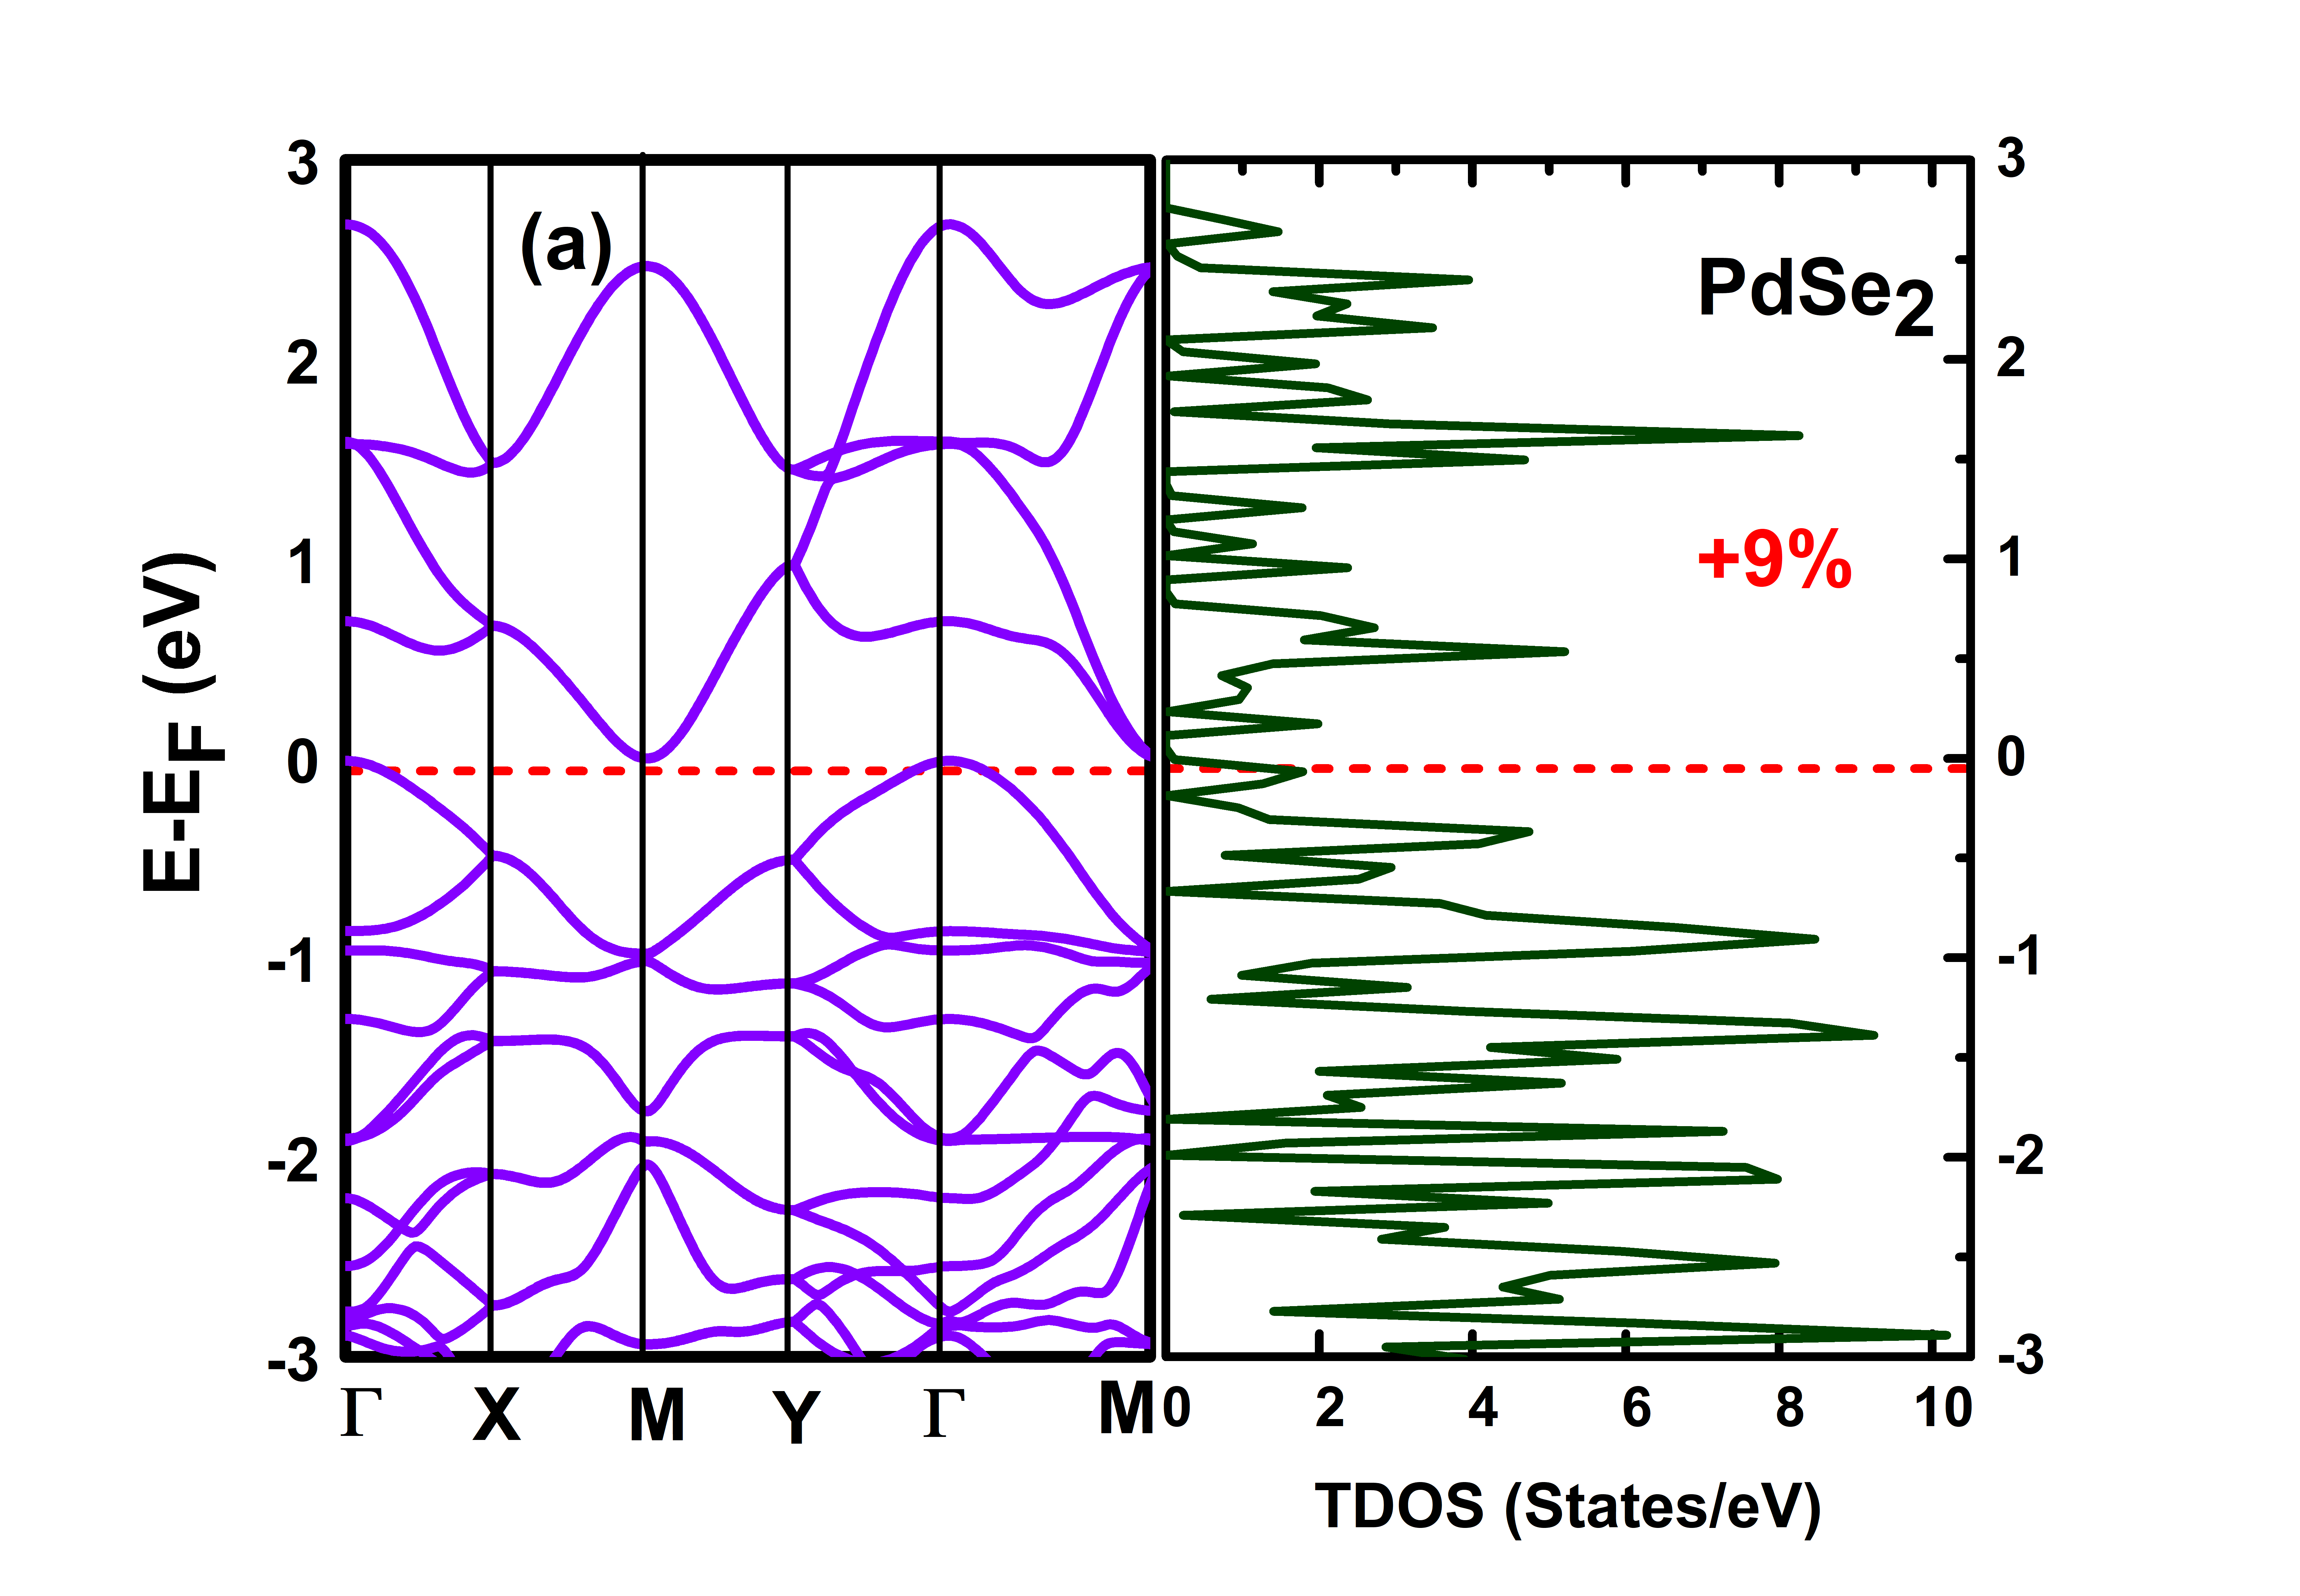 (a)
PdSe2
+9%
E-EF (eV)
3
2
1
0
-1
-2
-3
3
2
1
0
-1
-2
-3
Γ X M Y Γ M
0 2 4 6 8 10
TDOS (States/eV)